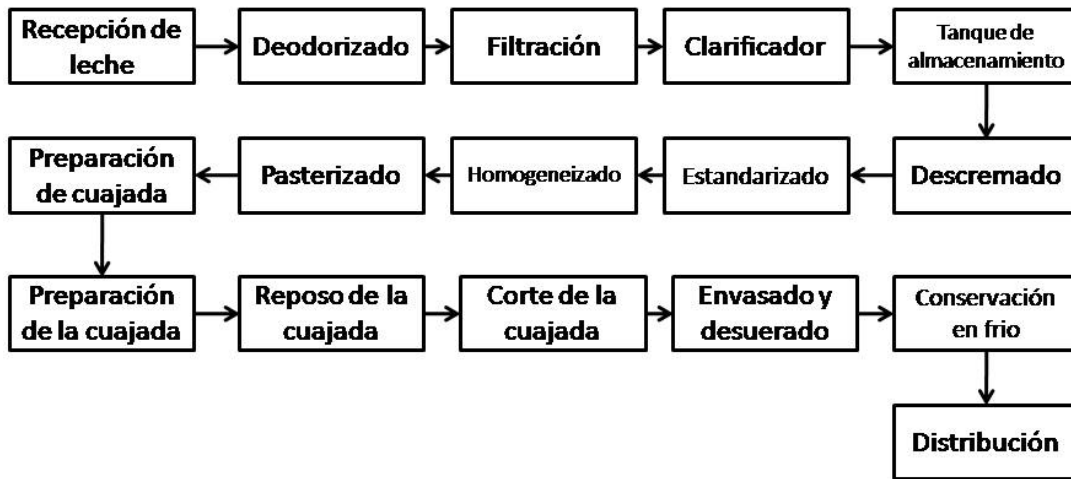 Recepción de
leche
Deodorizado
Filtración
Clarificador
Tanque de
almacenamiento
Descremado
Estandarizado
Homogeneizado
Pasterizado
Preparación
de cuajada
Preparación
de la cuajada
Reposo de la
cuajada
Corte de la
cuajada
Envasado y
desuerado
Conservación
en frio
Distribución